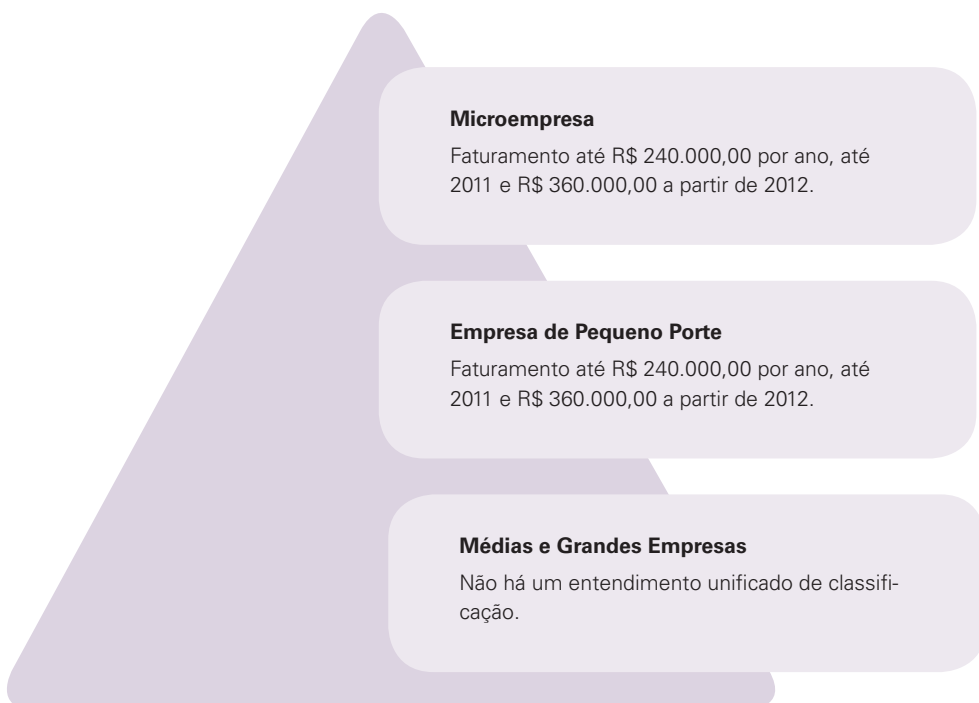 Microempresa
Faturamento até R$ 240.000,00 por ano, até
2011 e R$ 360.000,00 a partir de 2012.
Empresa de Pequeno Porte
Faturamento até R$ 240.000,00 por ano, até
2011 e R$ 360.000,00 a partir de 2012.
Médias e Grandes Empresas
Não há um entendimento unificado de classifi-
cação.